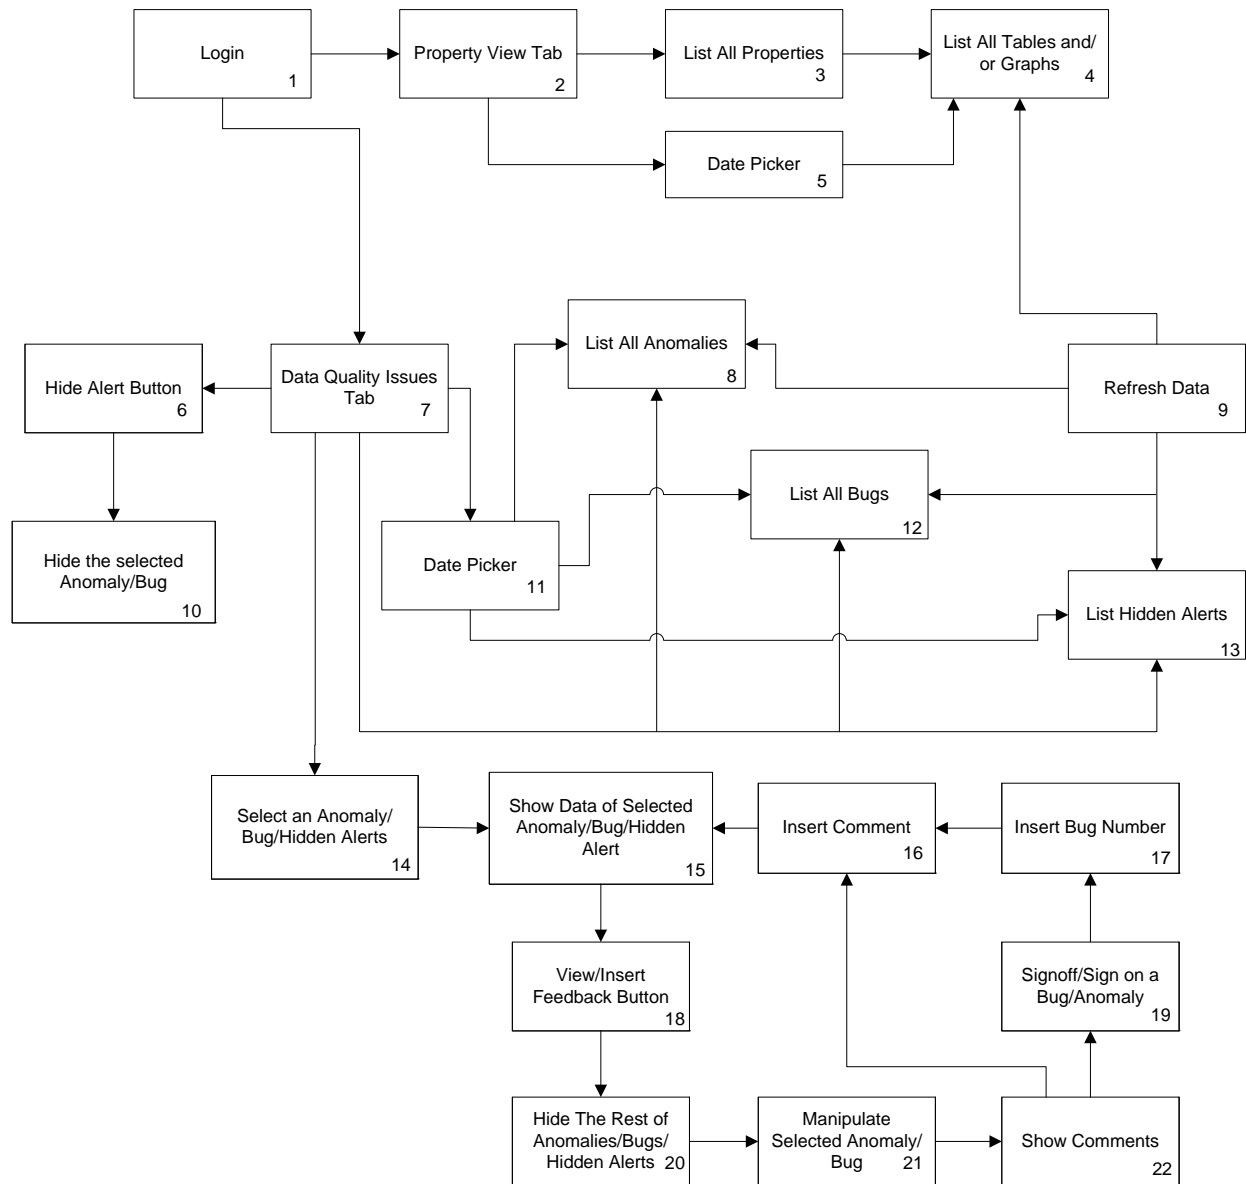 Login
1
Property View Tab
2
List All Properties
3
List All Tables and/
or Graphs
4
Date Picker
5
Hide Alert Button
6
Data Quality Issues
Tab
7
List All Anomalies
8
Refresh Data
9
Hide the selected
Anomaly/Bug
10
Date Picker
11
List All Bugs
12
List Hidden Alerts
13
Select an Anomaly/
Bug/Hidden Alerts
14
Show Data of Selected
Anomaly/Bug/Hidden
Alert
15
Insert Comment
16
Insert Bug Number
17
View/Insert
Feedback Button
18
Signoff/Sign on a
Bug/Anomaly
19
Hide The Rest of
Anomalies/Bugs/
Hidden Alerts
20
Manipulate
Selected Anomaly/
Bug
21
Show Comments
22